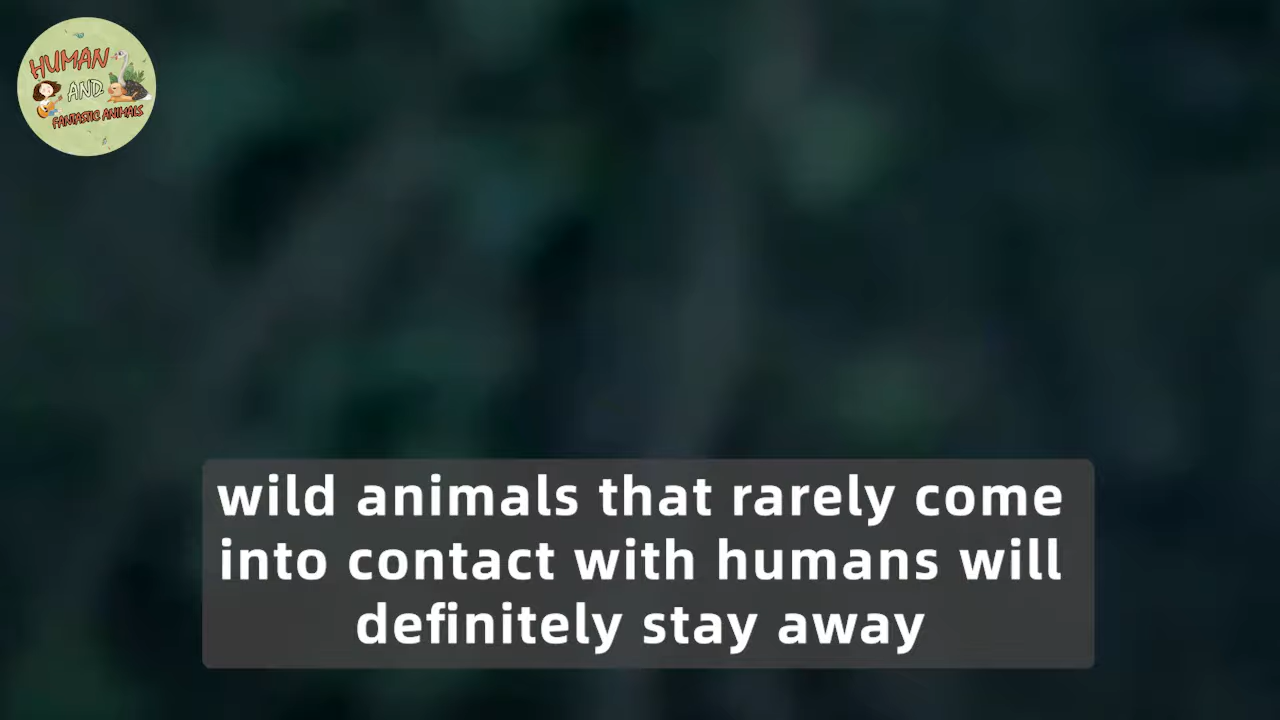 HUMAN
AND
FANTASTIC ANIMALS
wild animals that rarely come
into contact with humans will
definitely stay away